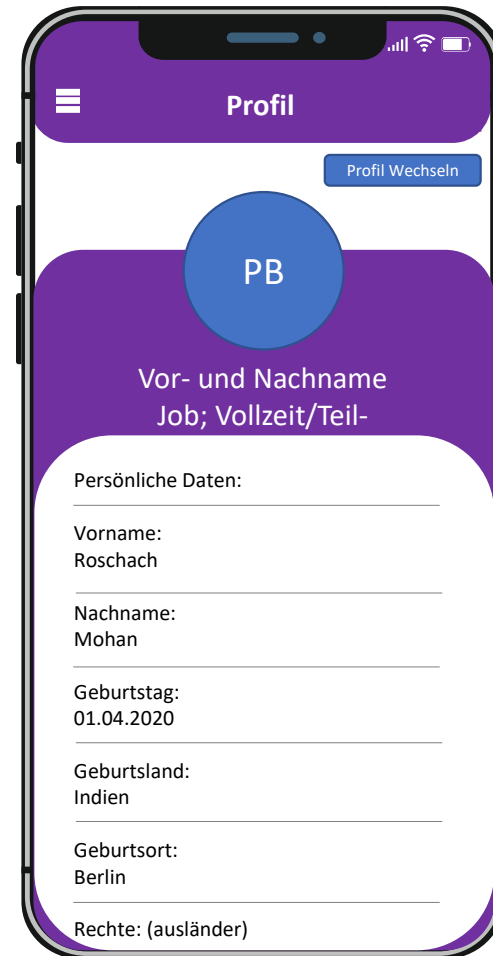 Profil
Profil Wechseln
PB
Vor- und Nachname
Job; Vollzeit/Teil-
Persönliche Daten:
Vorname:
Roschach
Nachname:
Mohan
Geburtstag:
01.04.2020
Geburtsland:
Indien
Geburtsort:
Berlin
Rechte: (ausländer)